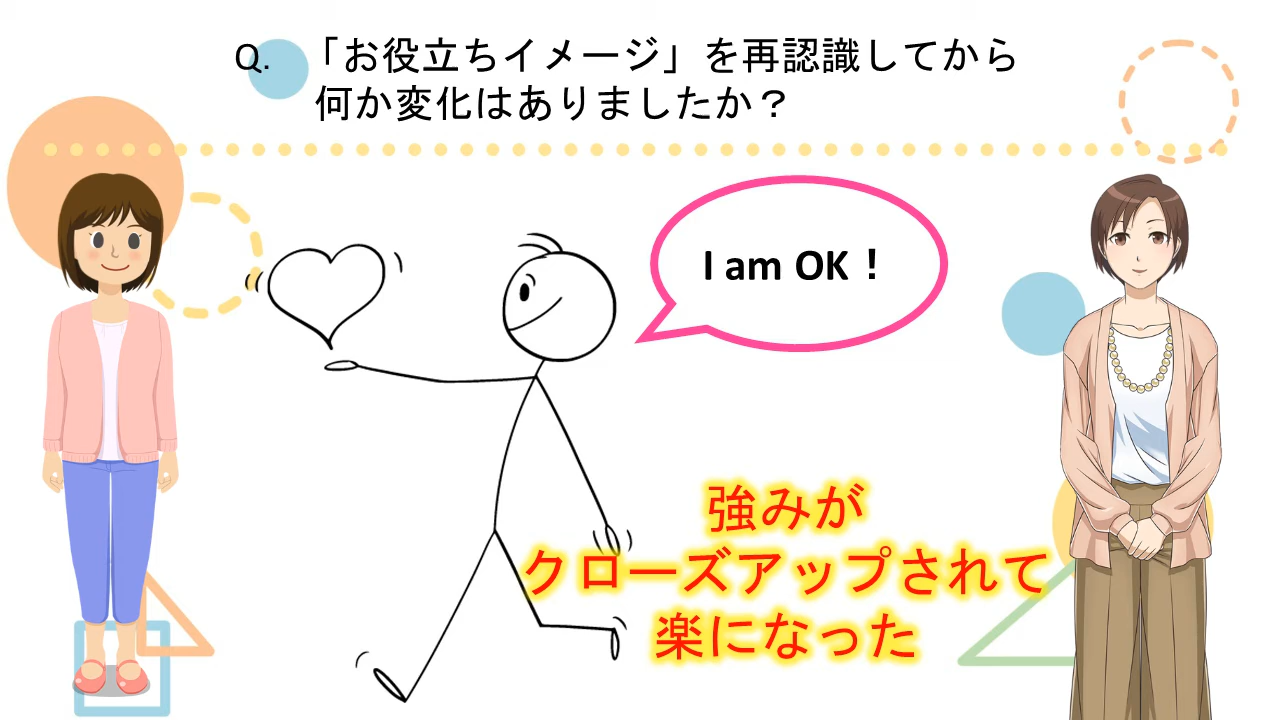 Q. 「お役立ちイメージ」を再認識してから
何か変化はありましたか？
I am OK！
強みが
クローズアップされて
楽になった